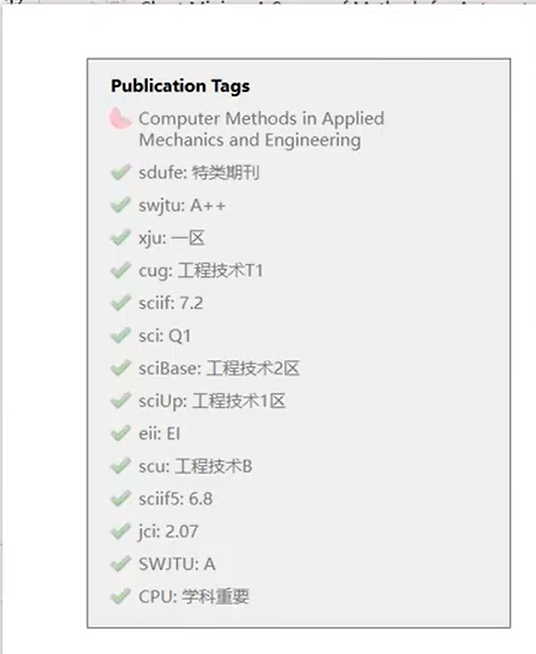 Publication Tags
Computer Methods in Applied
Mechanics and Engineering
sdufe: 特类期刊
swjtu: A++
xju: 一区
cug: 工程技术T1
sciif: 7.2
sci: Q1
sciBase: 工程技术2区
sciUp: 工程技术1区
eii: EI
scu: 工程技术B
sciif5: 6.8
jci: 2.07
SWJTU: A
CPU: 学科重要